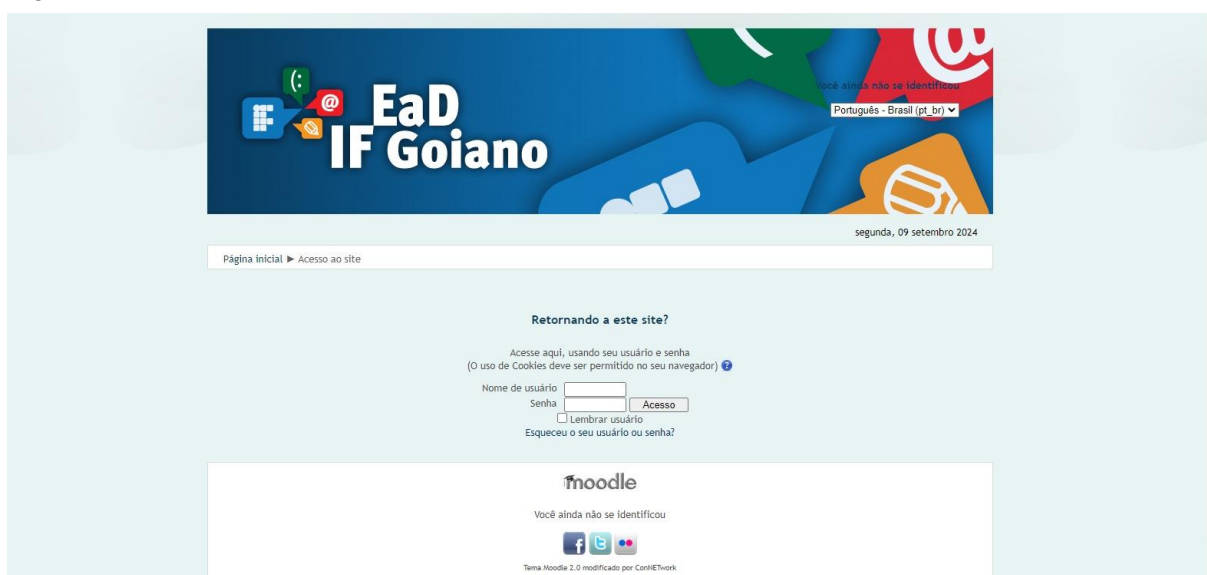 EaD
IF Goiano
Você ainda não se identificou
Português - Brasil (pt_br)
segunda, 09 setembro 2024
Página inicial ► Acesso ao site
Retornando a este site?
Acesse aqui, usando seu usuário e senha
(O uso de Cookies deve ser permitido no seu navegador)
Nome de usuário
Senha Acesso
Lembrar usuário
Esqueceu o seu usuário ou senha?
moodle
Você ainda não se identificou
Tema Moodle 2.0 modificado por ConNETwork